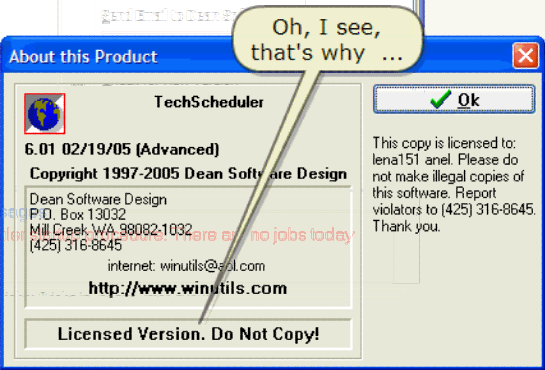 Send Email to Dean
Oh, I see,
that's why ...
About this Product
TechScheduler
6.01 02/19/05 (Advanced)
Copyright 1997-2005 Dean Software Design
Dean Software Design
P.O. Box 13032
Mill Creek, WA 98082-1032
(425) 316-8645
There are no jobs today
internet: winutils@aol.com
http://www.winutils.com
Licensed Version. Do Not Copy!
Ok
This copy is licensed to:
lena151 anel. Please do
not make illegal copies of
this software. Report
violators to (425) 316-8645.
Thank you.